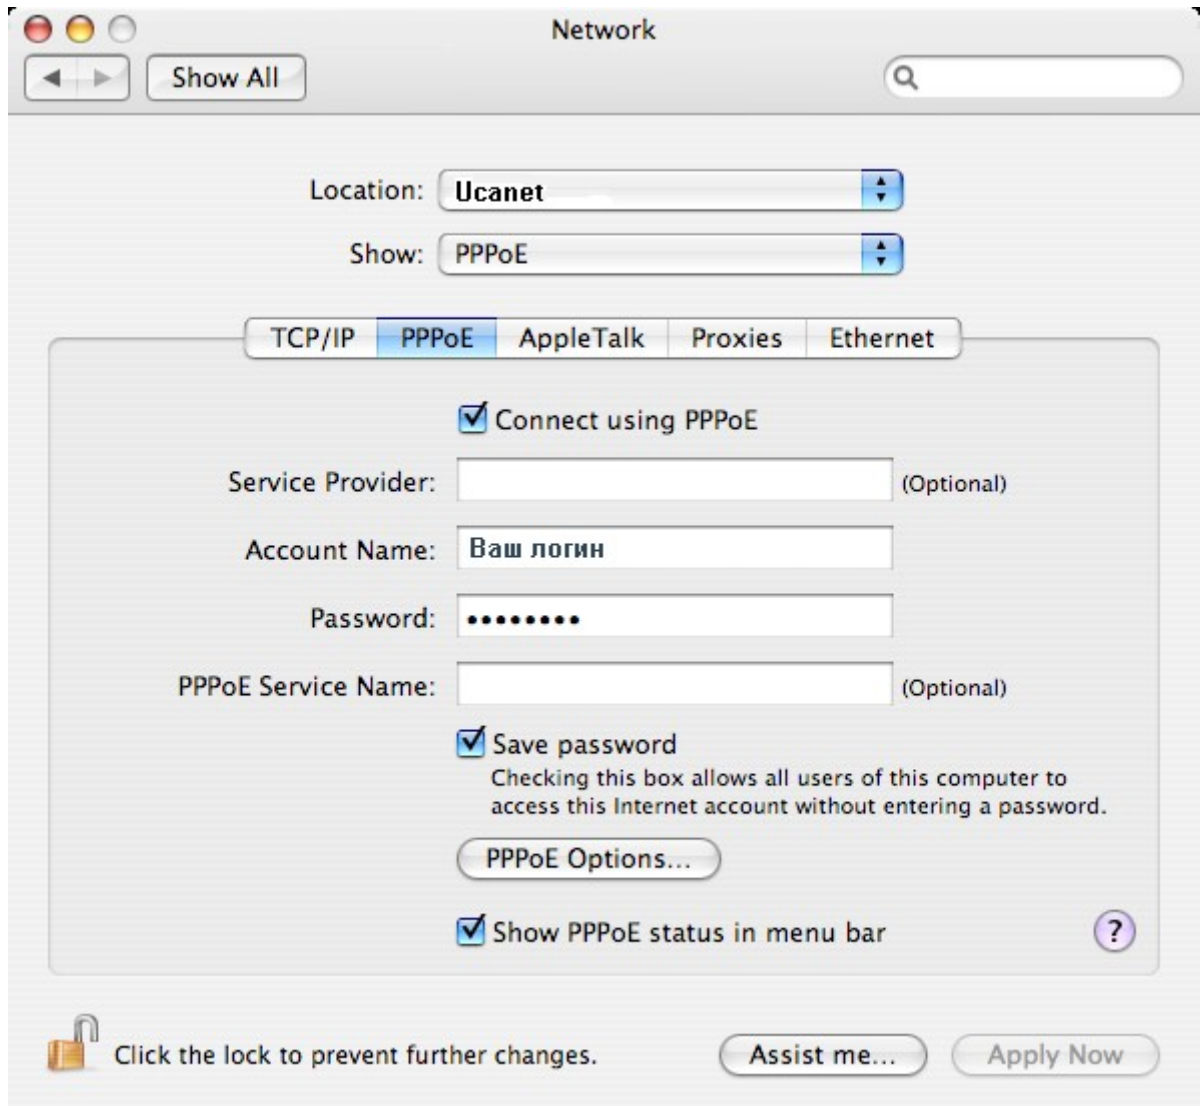 Network
Show All
Location: Ucanet
Show: PPPoE
TCP/IP PPPoE AppleTalk Proxies Ethernet
Connect using PPPoE
Service Provider: (Optional)
Account Name: Ваш логин
Password: ••••••••
PPPoE Service Name: (Optional)
Save password
Checking this box allows all users of this computer to
access this Internet account without entering a password.
PPPoE Options...
Show PPPoE status in menu bar ?
Click the lock to prevent further changes. Assist me... Apply Now